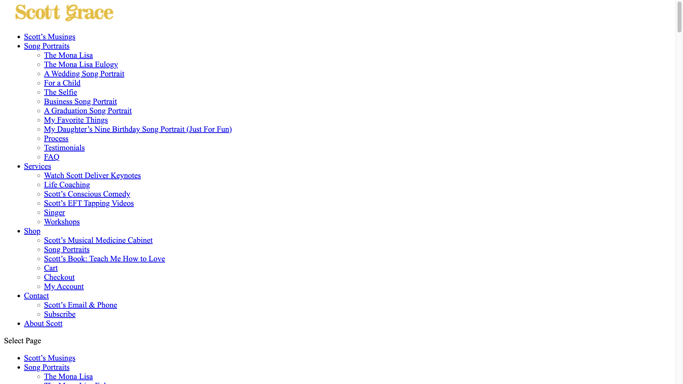 Scott Grace
Scott's Musings
Song Portraits
The Mona Lisa
The Mona Lisa Eulogy
A Wedding Song Portrait
For a Child
The Selfie
Business Song Portrait
A Graduation Song Portrait
My Favorite Things
My Daughter's Nine Birthday Song Portrait (Just For Fun)
Process
Testimonials
FAQ
Services
Watch Scott Deliver Keynotes
Life Coaching
Scott's Conscious Comedy
Scott's EFT Tapping Videos
Singer
Workshops
Shop
Scott's Musical Medicine Cabinet
Song Portraits
Scott's Book: Teach Me How to Love
Cart
Checkout
My Account
Contact
Scott's Email & Phone
Subscribe
About Scott
Select Page
Scott's Musings
Song Portraits
The Mona Lisa